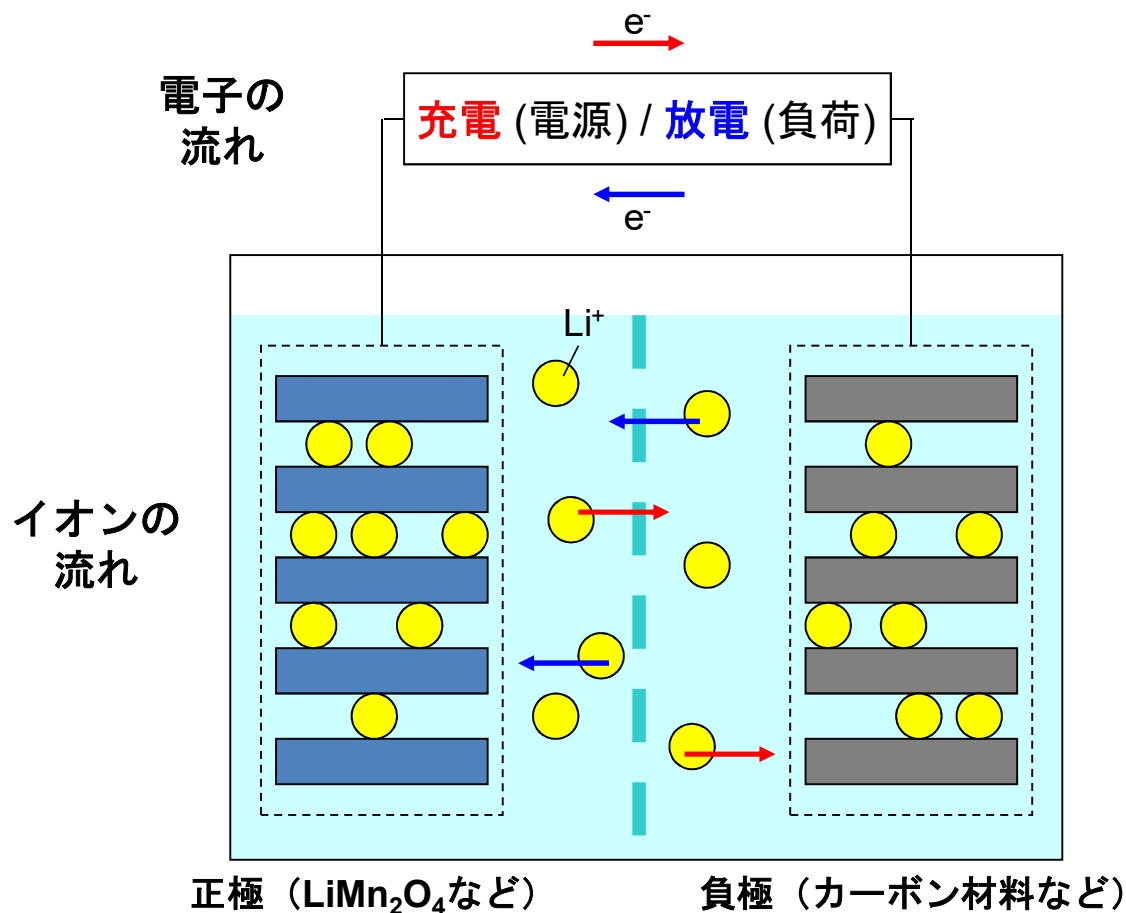 e⁻
電子の
流れ
充電 (電源) / 放電 (負荷)
e⁻
Li⁺
イオンの
流れ
正極（LiMn₂O₄など）
負極（カーボン材料など）